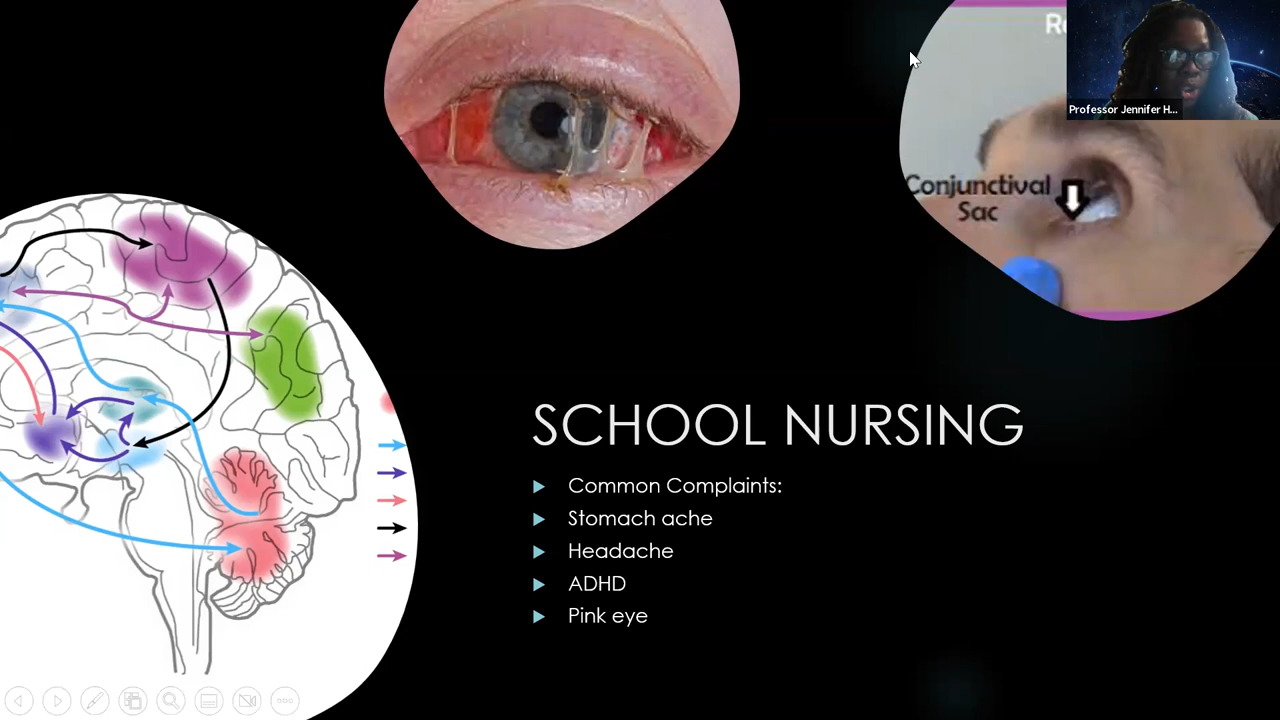 Professor Jennifer H...
Conjunctival
Sac
SCHOOL NURSING
Common Complaints:
Stomach ache
Headache
ADHD
Pink eye